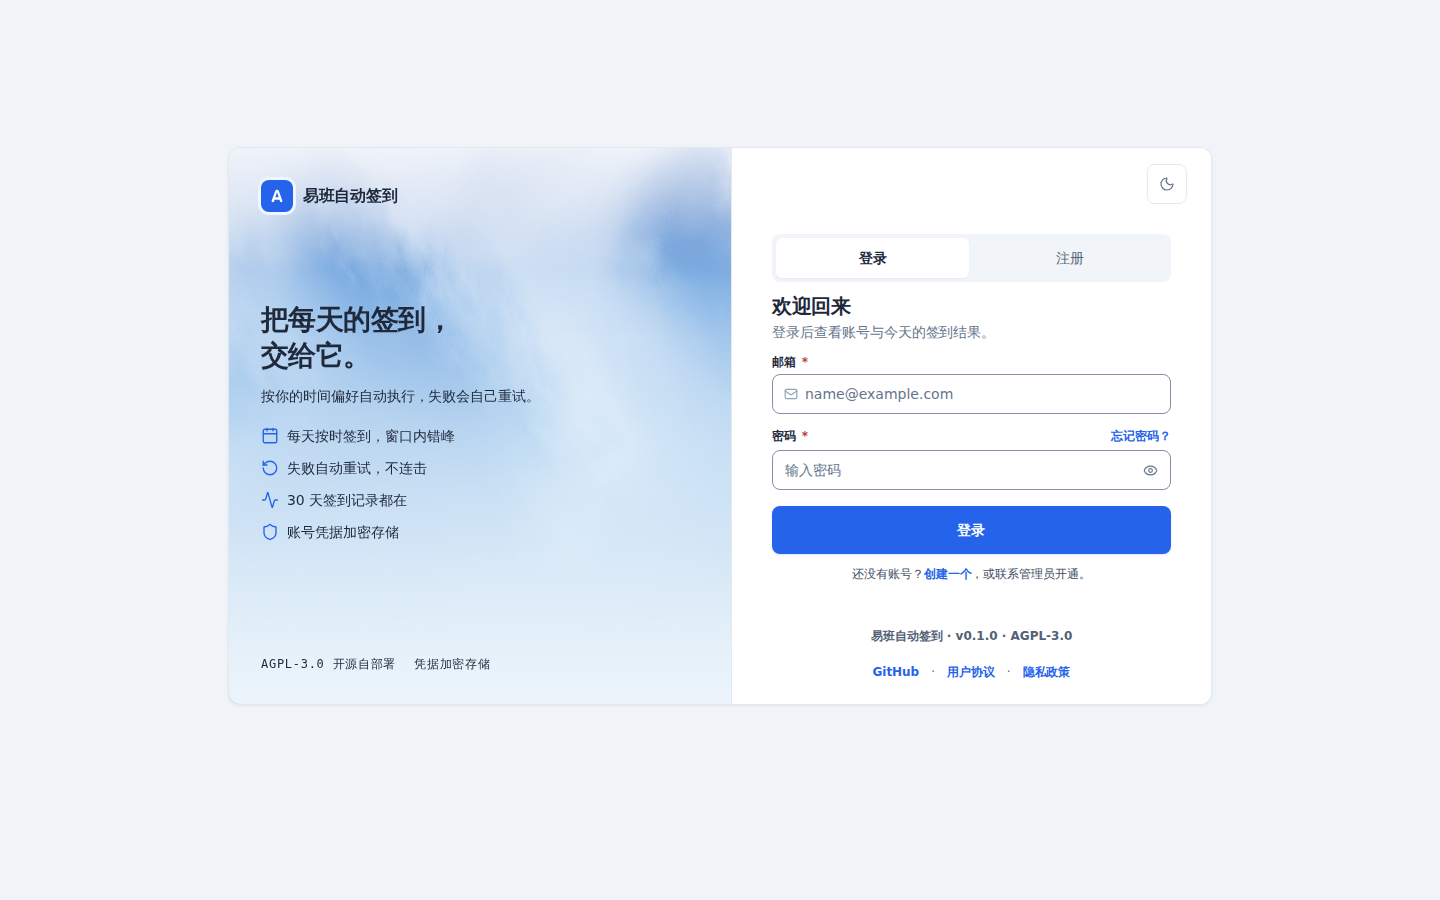 易班自动签到
把每天的签到，
交给它。
按你的时间偏好自动执行，失败会自己重试。
每天按时签到，窗口内错峰
失败自动重试，不连击
30 天签到记录都在
账号凭据加密存储
AGPL-3.0 开源自部署 凭据加密存储
登录 注册
欢迎回来
登录后查看账号与今天的签到结果。
邮箱 *
name@example.com
密码 * 忘记密码？
输入密码
登录
还没有账号？创建一个，或联系管理员开通。
易班自动签到 · v0.1.0 · AGPL-3.0
GitHub · 用户协议 · 隐私政策